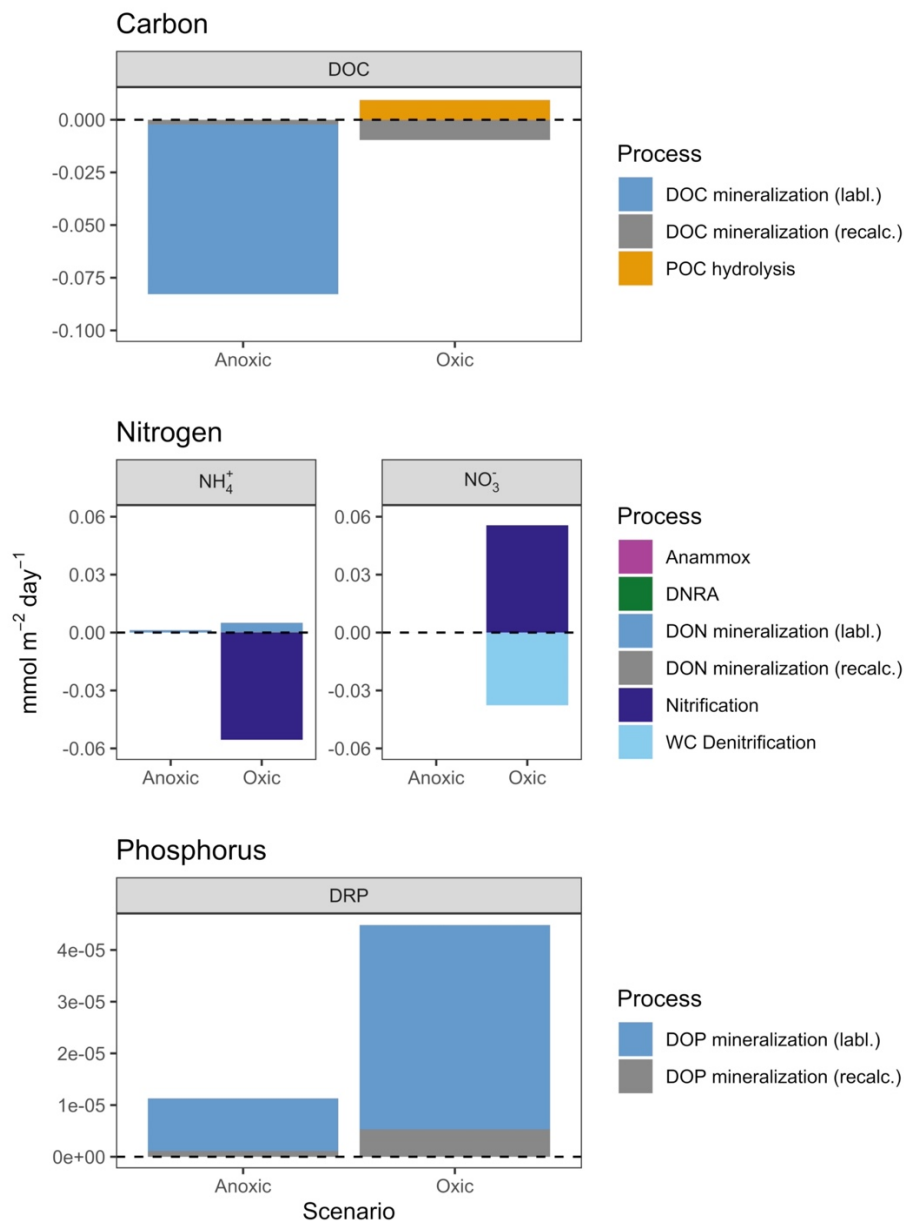 Carbon
DOC
0.000
-0.025
-0.050
-0.075
-0.100
Anoxic Oxic
Process
DOC mineralization (labl.)
DOC mineralization (recalc.)
POC hydrolysis
mmol m⁻² day⁻¹
Nitrogen
NH₄⁺
0.06
0.03
0.00
-0.03
-0.06
Anoxic Oxic
NO₃⁻
0.06
0.03
0.00
-0.03
-0.06
Anoxic Oxic
Process
Anammox
DNRA
DON mineralization (labl.)
DON mineralization (recalc.)
Nitrification
WC Denitrification
Phosphorus
DRP
4e-05
3e-05
2e-05
1e-05
0e+00
Anoxic Oxic
Scenario
Process
DOP mineralization (labl.)
DOP mineralization (recalc.)